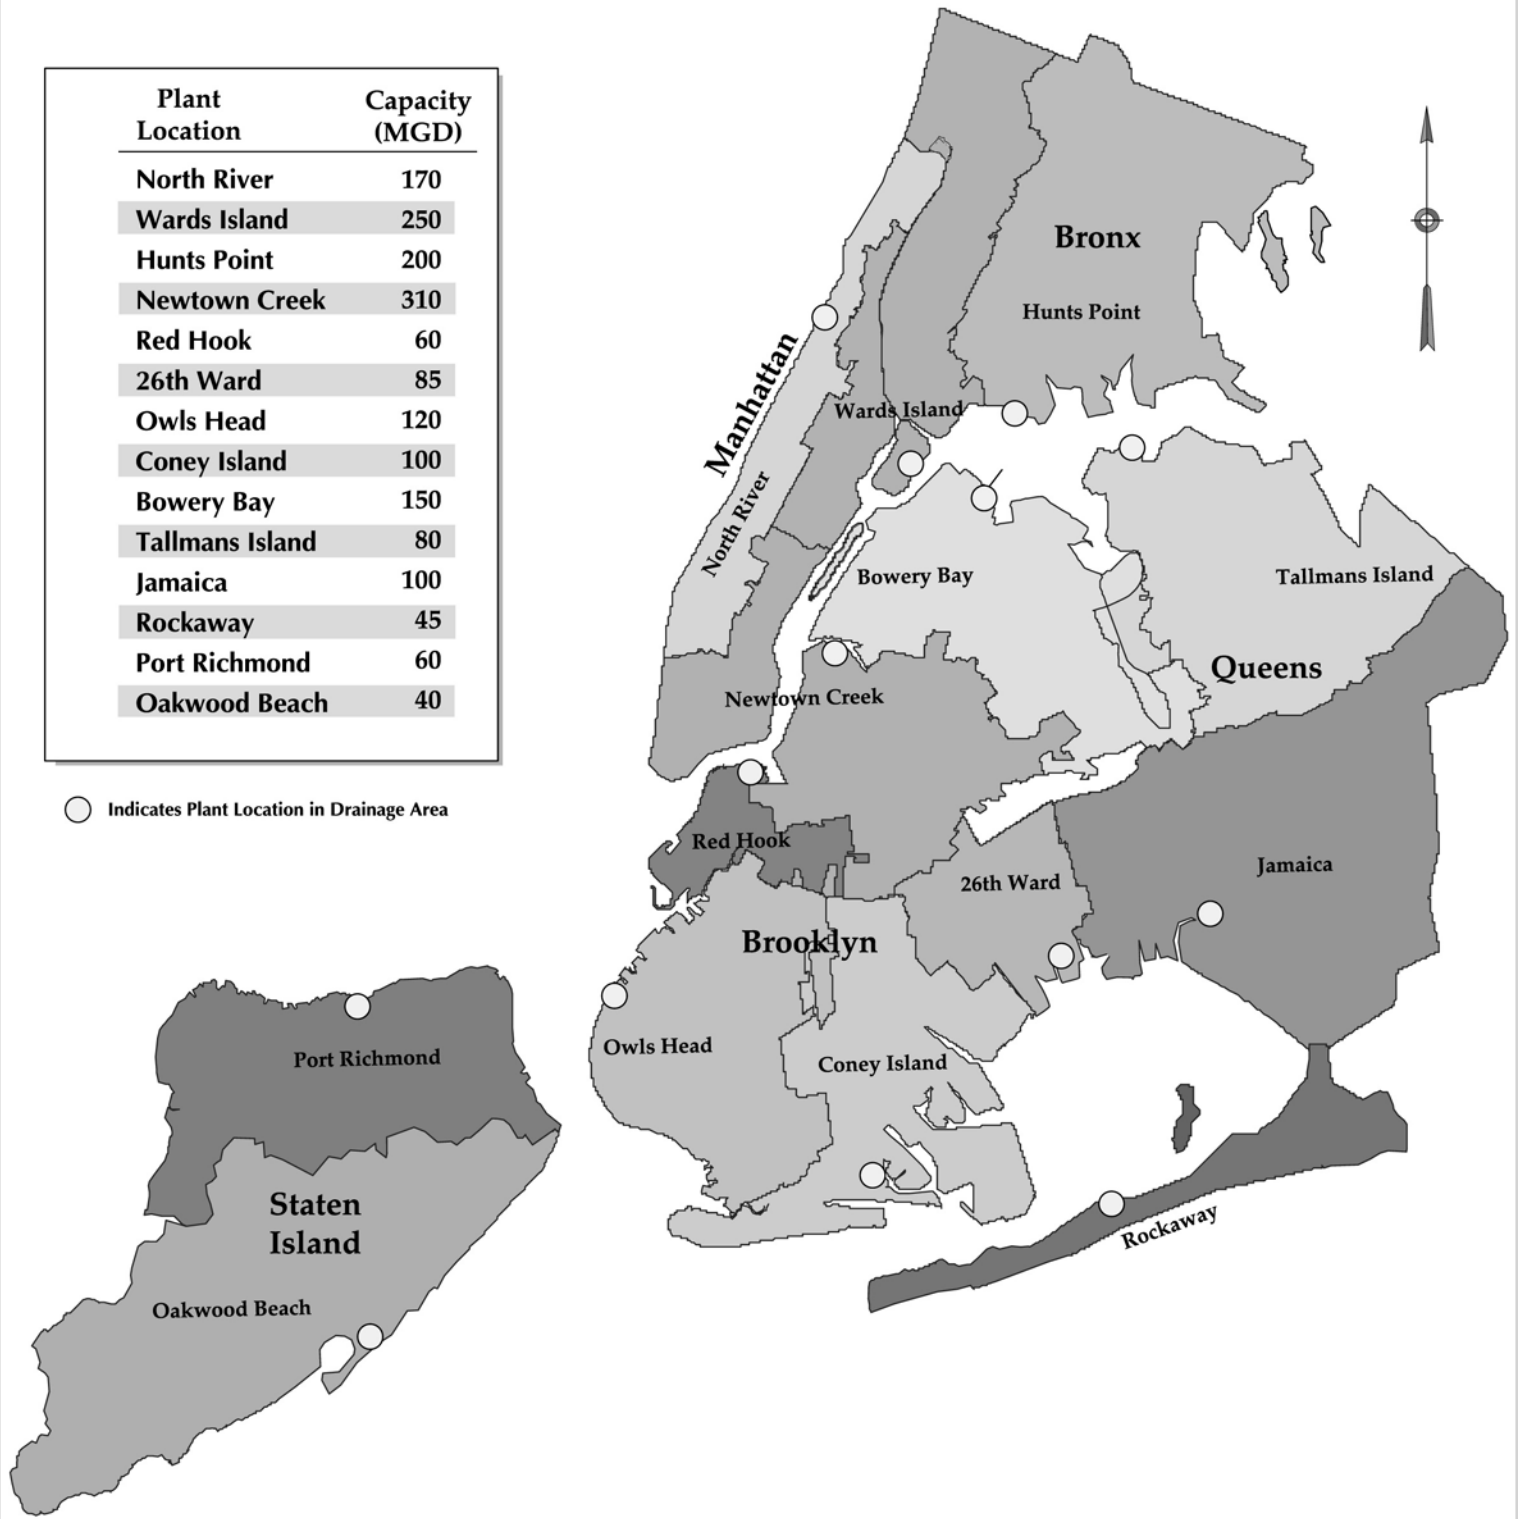 Plant Location Capacity (MGD)
North River 170
Wards Island 250
Hunts Point 200
Newtown Creek 310
Red Hook 60
26th Ward 85
Owls Head 120
Coney Island 100
Bowery Bay 150
Tallmans Island 80
Jamaica 100
Rockaway 45
Port Richmond 60
Oakwood Beach 40
Indicates Plant Location in Drainage Area
Bronx
Hunts Point
Manhattan
Wards Island
North River
Bowery Bay
Tallmans Island
Queens
Newtown Creek
Red Hook
26th Ward
Jamaica
Brooklyn
Owls Head
Coney Island
Port Richmond
Staten
Island
Rockaway
Oakwood Beach